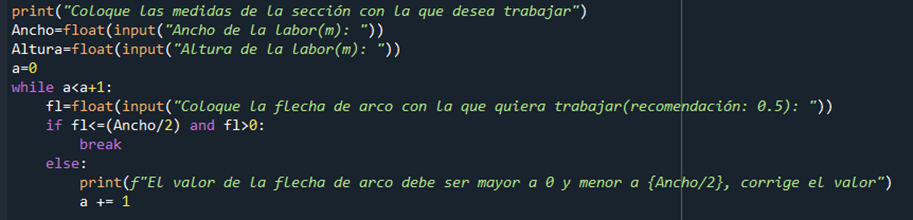 print("Coloque las medidas de la sección con la que desea trabajar")
Ancho=float(input("Ancho de la labor(m): "))
Altura=float(input("Altura de la labor(m): "))
a=0
while a<a+1:
    fl=float(input("Coloque la flecha de arco con la que quiera trabajar(recomendación: 0.5): "))
    if fl<=(Ancho/2) and fl>0:
        break
    else:
        print(f"El valor de la flecha de arco debe ser mayor a 0 y menor a {Ancho/2}, corrige el valor")
        a += 1